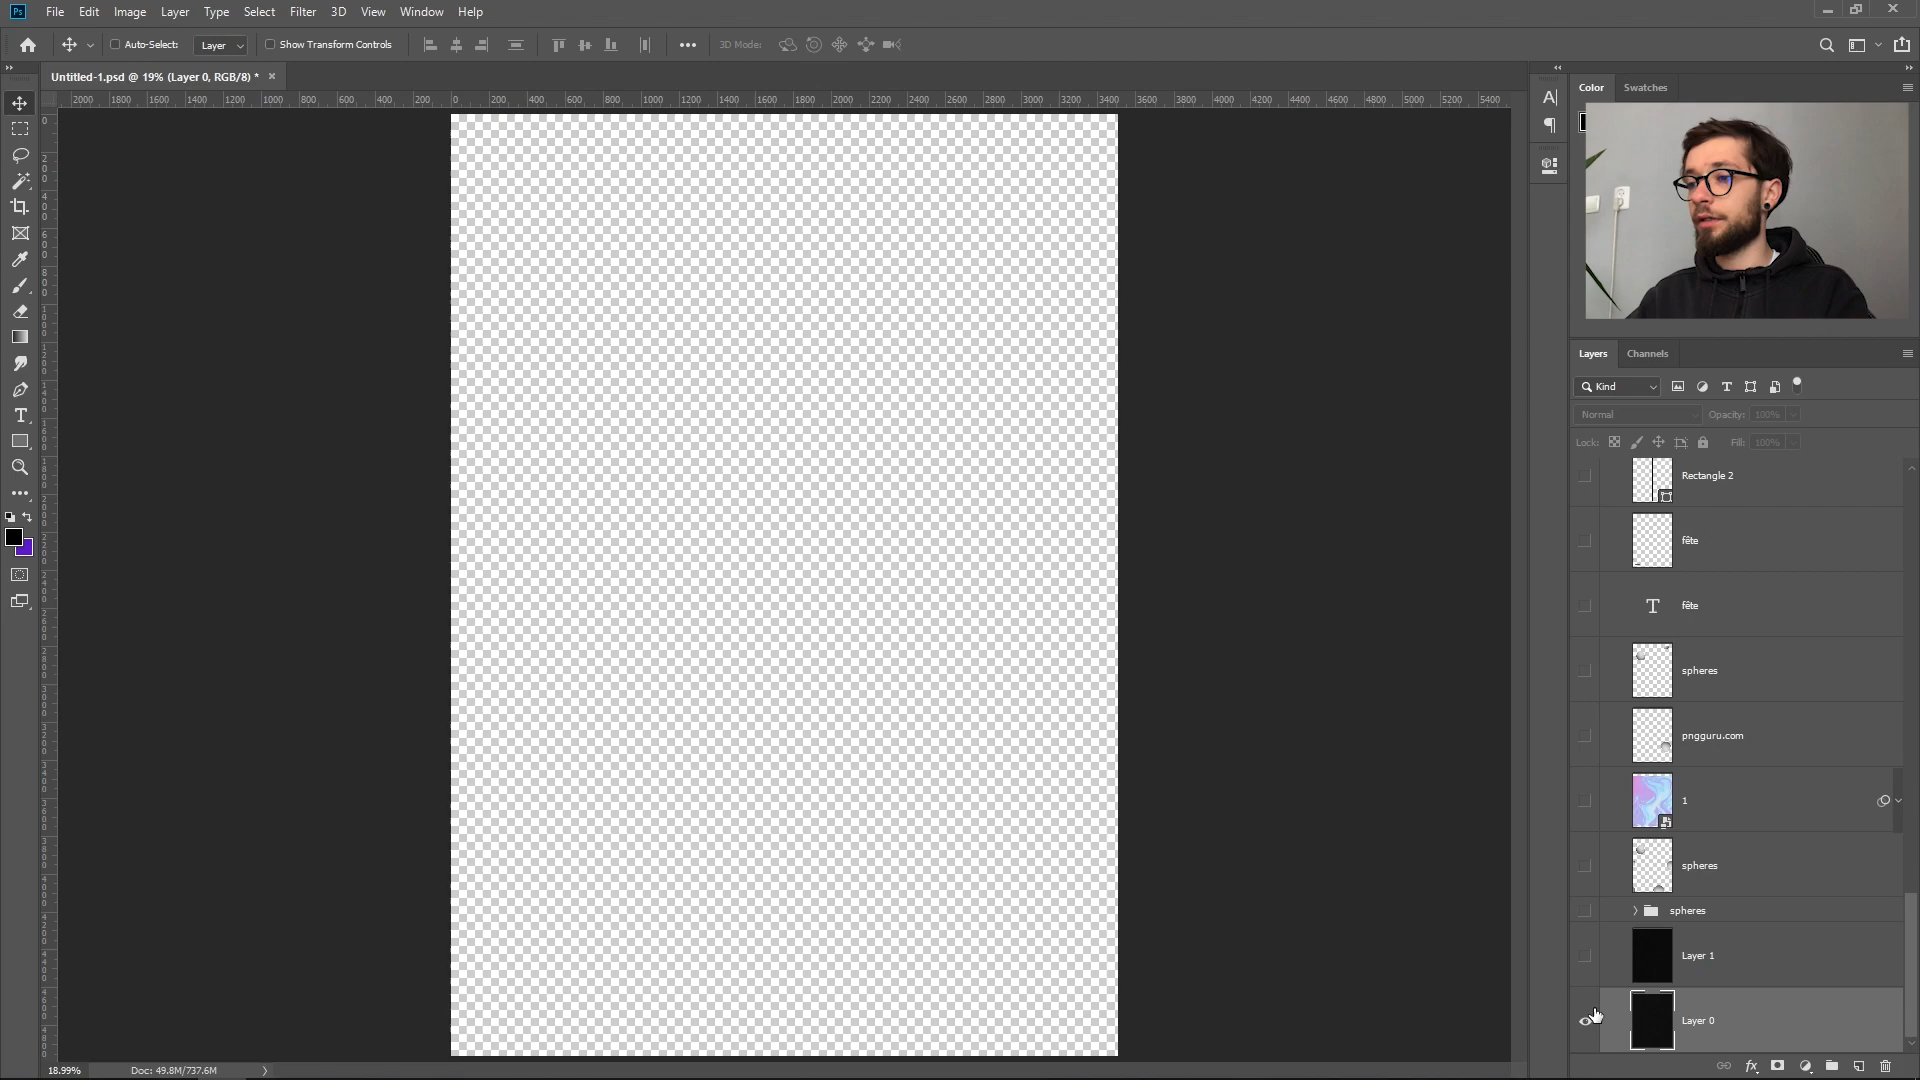 Ps File Edit Image Layer Type Select Filter 3D View Window Help
Auto-Select: Layer Show Transform Controls 3D Mode:
Untitled-1.psd @ 19% (Layer 0, RGB/8) *
2000 1800 1600 1400 1200 1000 800 600 400 200 0 200 400 600 800 1000 1200 1400 1600 1800 2000 2200 2400 2600 2800 3000 3200 3400 3600 3800 4000 4200 4400 4600 4800 5000 5200 5400
Color Swatches
Layers Channels
Kind
Normal Opacity: 100%
Lock: Fill: 100%
Rectangle 2
fête
T fête
spheres
pngguru.com
1
spheres
spheres
Layer 1
Layer 0
18.99% Doc: 49.8M/737.6M